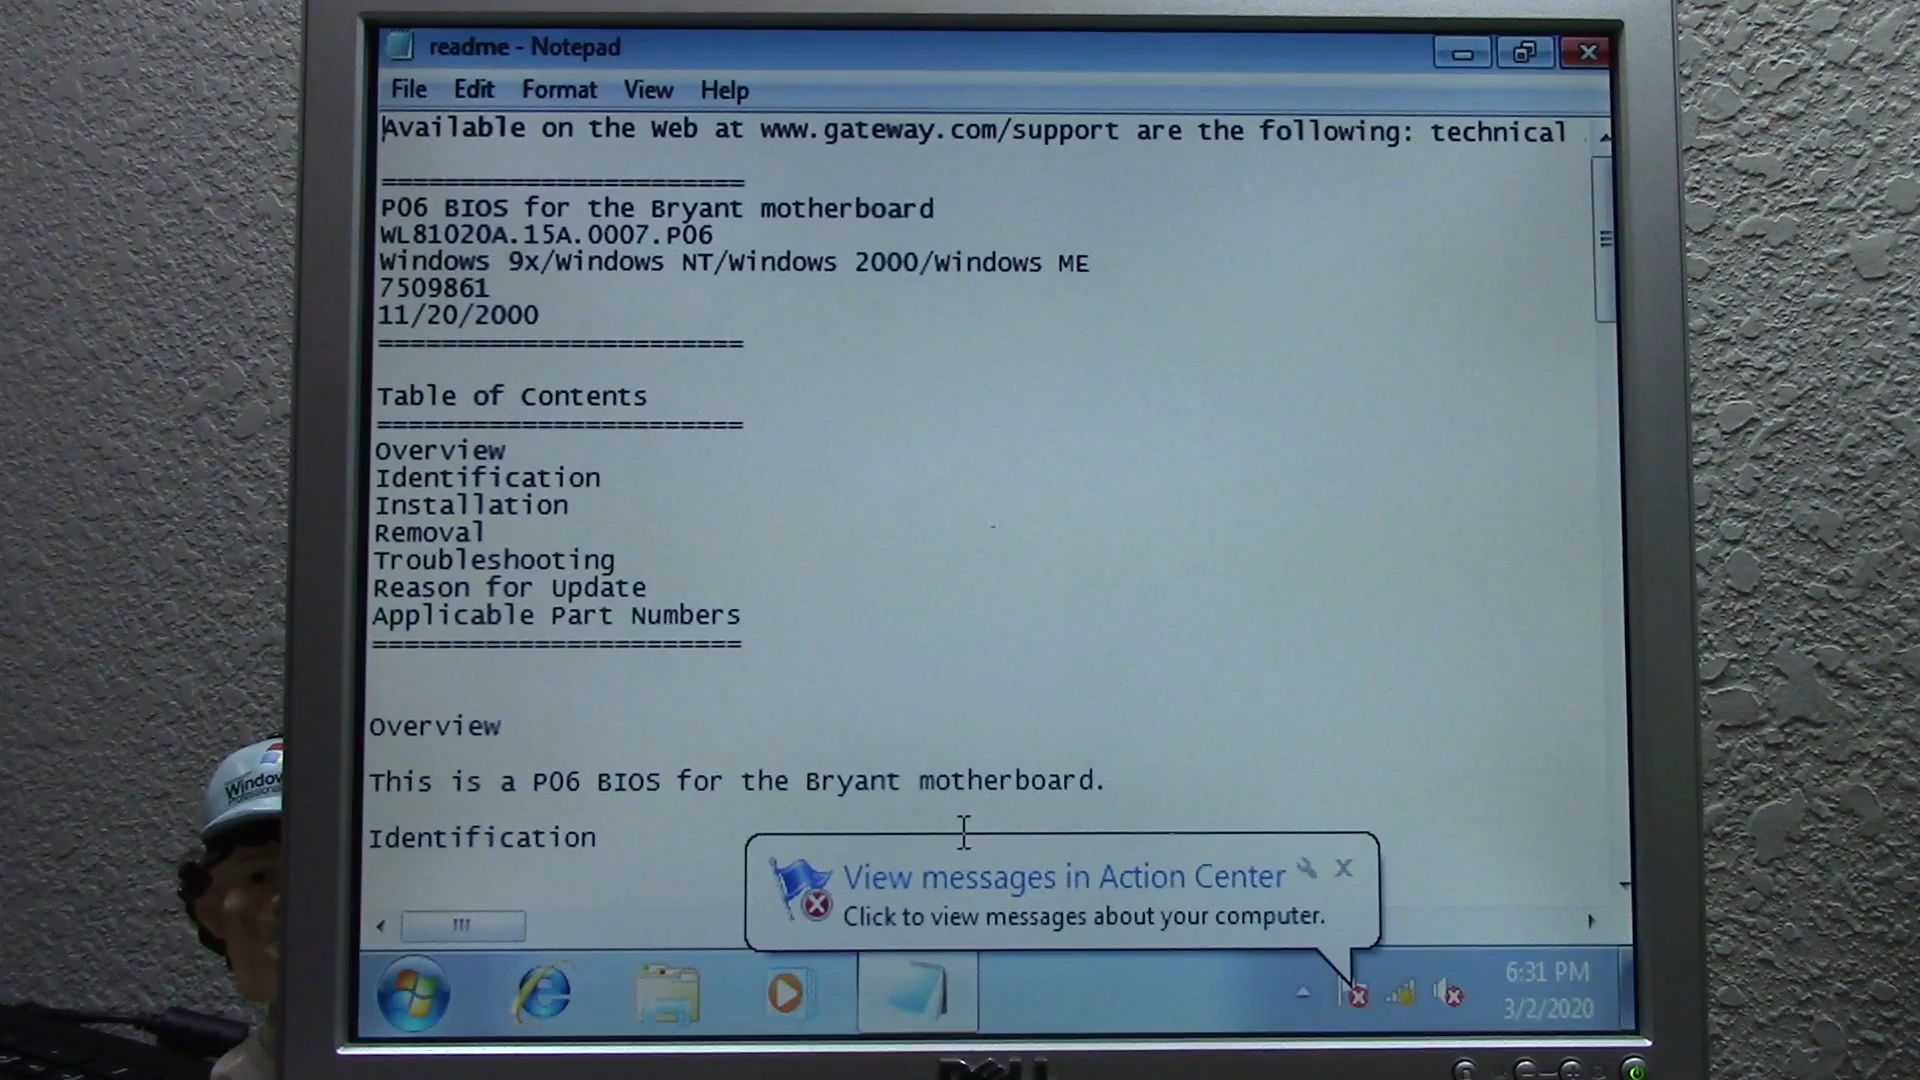 readme - Notepad
File Edit Format View Help
Available on the Web at www.gateway.com/support are the following: technical
=======================
P06 BIOS for the Bryant motherboard
WL81020A.15A.0007.P06
Windows 9x/Windows NT/Windows 2000/Windows ME
7509861
11/20/2000
=======================
Table of Contents
=======================
Overview
Identification
Installation
Removal
Troubleshooting
Reason for Update
Applicable Part Numbers
=======================
Overview
This is a P06 BIOS for the Bryant motherboard.
Identification
View messages in Action Center
Click to view messages about your computer.
6:31 PM
3/2/2020
DELL